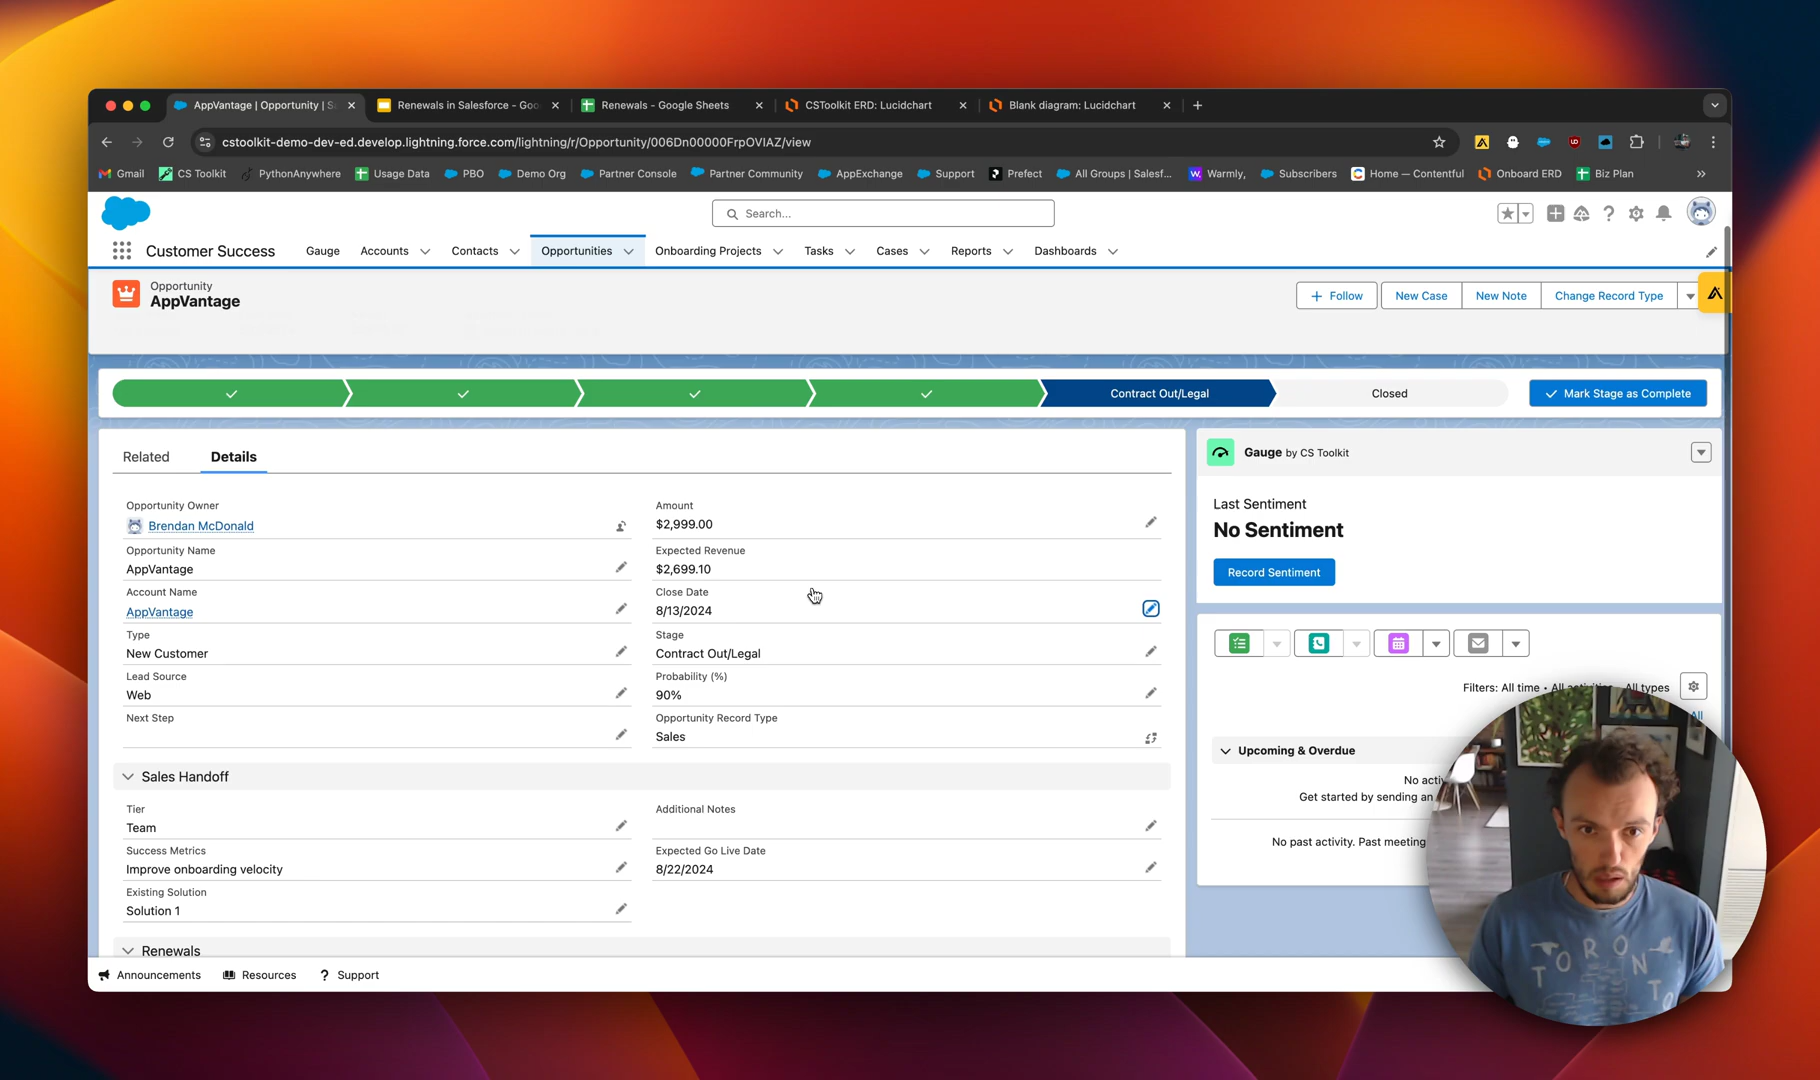 AppVantage | Opportunity | S
Renewals in Salesforce - Goo
Renewals - Google Sheets
CSToolkit ERD: Lucidchart
Blank diagram: Lucidchart
cstoolkit-demo-dev-ed.develop.lightning.force.com/lightning/r/Opportunity/006Dn00000FrpOVIAZ/view
Gmail
CS Toolkit
PythonAnywhere
Usage Data
PBO
Demo Org
Partner Console
Partner Community
AppExchange
Support
Prefect
All Groups | Salesf...
Warmly,
Subscribers
Home — Contentful
Onboard ERD
Biz Plan
Search...
Customer Success
Gauge
Accounts
Contacts
Opportunities
Onboarding Projects
Tasks
Cases
Reports
Dashboards
Opportunity
AppVantage
Follow
New Case
New Note
Change Record Type
Contract Out/Legal
Closed
Mark Stage as Complete
Related
Details
Opportunity Owner
Brendan McDonald
Opportunity Name
AppVantage
Account Name
AppVantage
Type
New Customer
Lead Source
Web
Next Step
Amount
$2,999.00
Expected Revenue
$2,699.10
Close Date
8/13/2024
Stage
Contract Out/Legal
Probability (%)
90%
Opportunity Record Type
Sales
Sales Handoff
Tier
Team
Success Metrics
Improve onboarding velocity
Existing Solution
Solution 1
Additional Notes
Expected Go Live Date
8/22/2024
Renewals
Gauge by CS Toolkit
Last Sentiment
No Sentiment
Record Sentiment
Filters: All time • All activities • All types
All
Upcoming & Overdue
No activ
Get started by sending an
No past activity. Past meeting
TORONTO
Announcements
Resources
Support